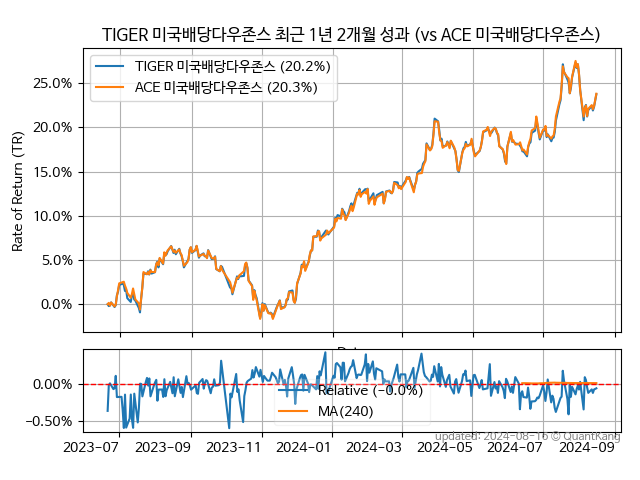 TIGER 미국배당다우존스 최근 1년 2개월 성과 (vs ACE 미국배당다우존스)
TIGER 미국배당다우존스 (20.2%)
ACE 미국배당다우존스 (20.3%)
Rate of Return (TR)
25.0%
20.0%
15.0%
10.0%
5.0%
0.0%
0.00%
-0.50%
Relative (-0.0%)
MA(240)
2023-07
2023-09
2023-11
2024-01
2024-03
2024-05
2024-07
2024-09
updated: 2024-08-16 © QuantKang